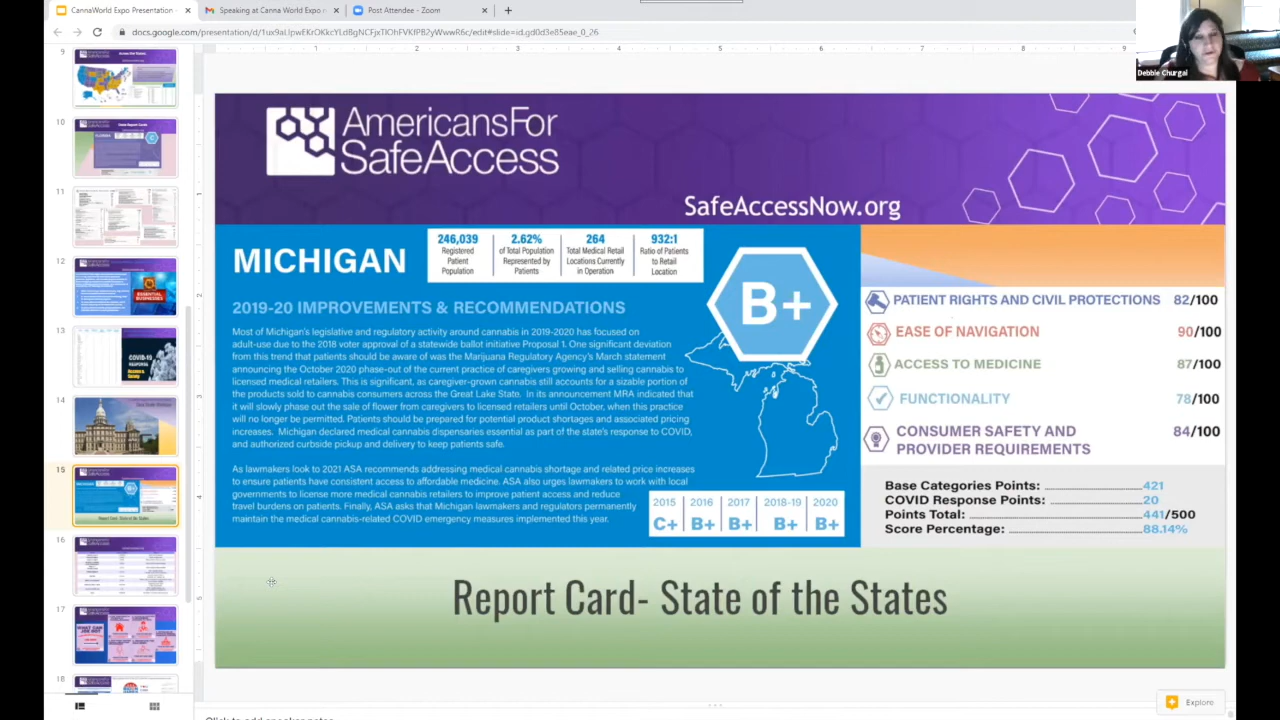 CannaWorld Expo Presentation -
Speaking at Canna World Expo r
Post Attendee - Zoom
Debbie Churgai
9
10
11
12
13
14
15
16
17
18
AmericansFo
SafeAccess
SafeAccessNow.org
MICHIGAN
246,039
Registered
Patient
Population
2.62%
of Total Population
Represented by
Patients
264
Total Medical Retail
Locations Currently
in Operation
932:1
Ratio of Patients
to Retail
Location
B+
2019-20 IMPROVEMENTS & RECOMMENDATIONS
Most of Michigan's legislative and regulatory activity around cannabis in 2019-2020 has focused on
adult-use due to the 2018 voter approval of a statewide ballot initiative Proposal 1. One significant deviation
from this trend that patients should be aware of was the Marijuana Regulatory Agency's March statement
announcing the October 2020 phase-out of the current practice of caregivers growing and selling cannabis to
licensed medical retailers. This is significant, as caregiver-grown cannabis still accounts for a sizable portion of
the products sold to cannabis consumers across the Great Lake State. In its announcement MRA indicated that
it will slowly phase out the sale of flower from caregivers to licensed retailers until October, when this practice
will no longer be permitted. Patients should be prepared for potential product shortages and associated pricing
increases. Michigan declared medical cannabis dispensaries essential as part of the state's response to COVID,
and authorized curbside pickup and delivery to keep patients safe.
As lawmakers look to 2021 ASA recommends addressing medical cannabis shortage and related price increases
to ensure patients have consistent access to affordable medicine. ASA also urges lawmakers to work with local
governments to license more medical cannabis retailers to improve patient access and reduce
travel burdens on patients. Finally, ASA asks that Michigan lawmakers and regulators permanently
maintain the medical cannabis-related COVID emergency measures implemented this year.
2015 2016 2017 2018-19 2020
C+ B+ B+ B+ B+
PATIENT RIGHTS AND CIVIL PROTECTIONS 82/100
EASE OF NAVIGATION 90/100
ACCESS TO MEDICINE 87/100
FUNCTIONALITY 78/100
CONSUMER SAFETY AND
PROVIDER REQUIREMENTS 84/100
Base Categories Points: 421
COVID Response Points: 20
Points Total: 441/500
Score Percentage: 88.14%
Report Card- State of the States
Explore